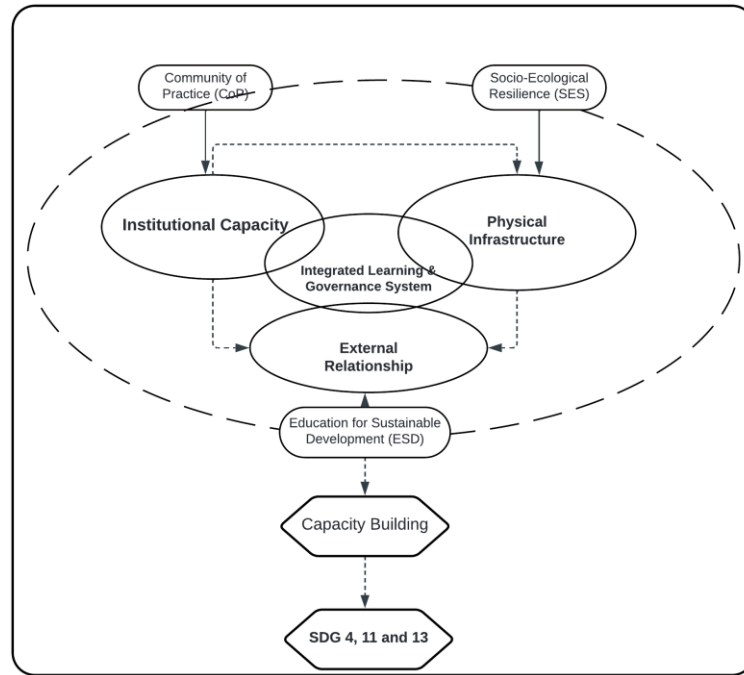 Community of
Practice (CoP)
Socio-Ecological
Resilience (SES)
Institutional Capacity
Physical
Infrastructure
Integrated Learning &
Governance System
External
Relationship
Education for Sustainable
Development (ESD)
Capacity Building
SDG 4, 11 and 13